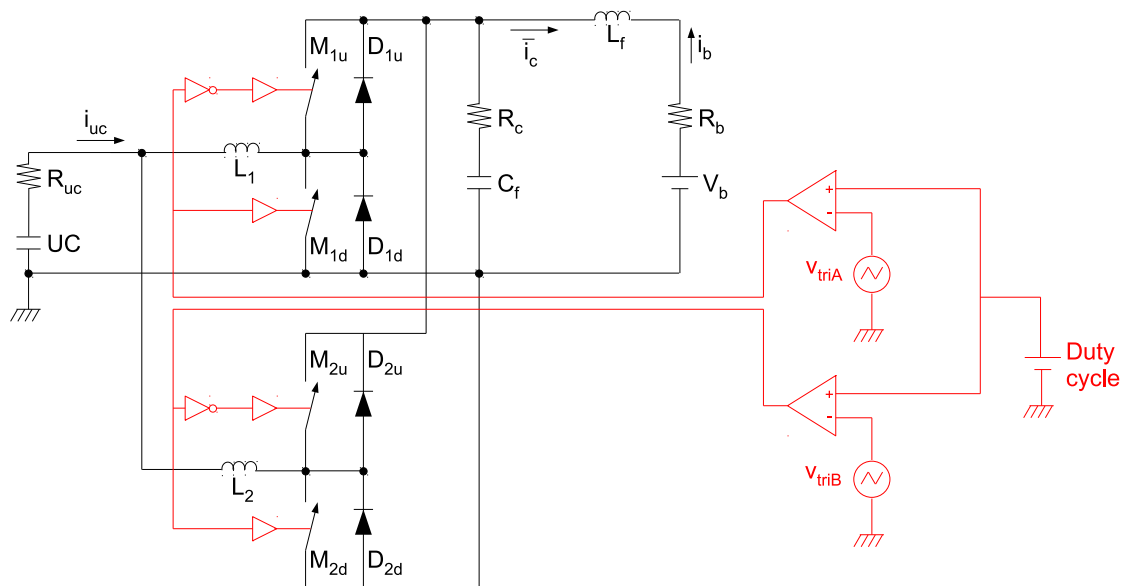 M1u D1u
īc
Lf
ib
iuc
Rc
Rb
L1
Ruc
Cf
Vb
UC
M1d D1d
+
-
vtriA
M2u D2u
Duty
cycle
+
-
L2
vtriB
M2d D2d